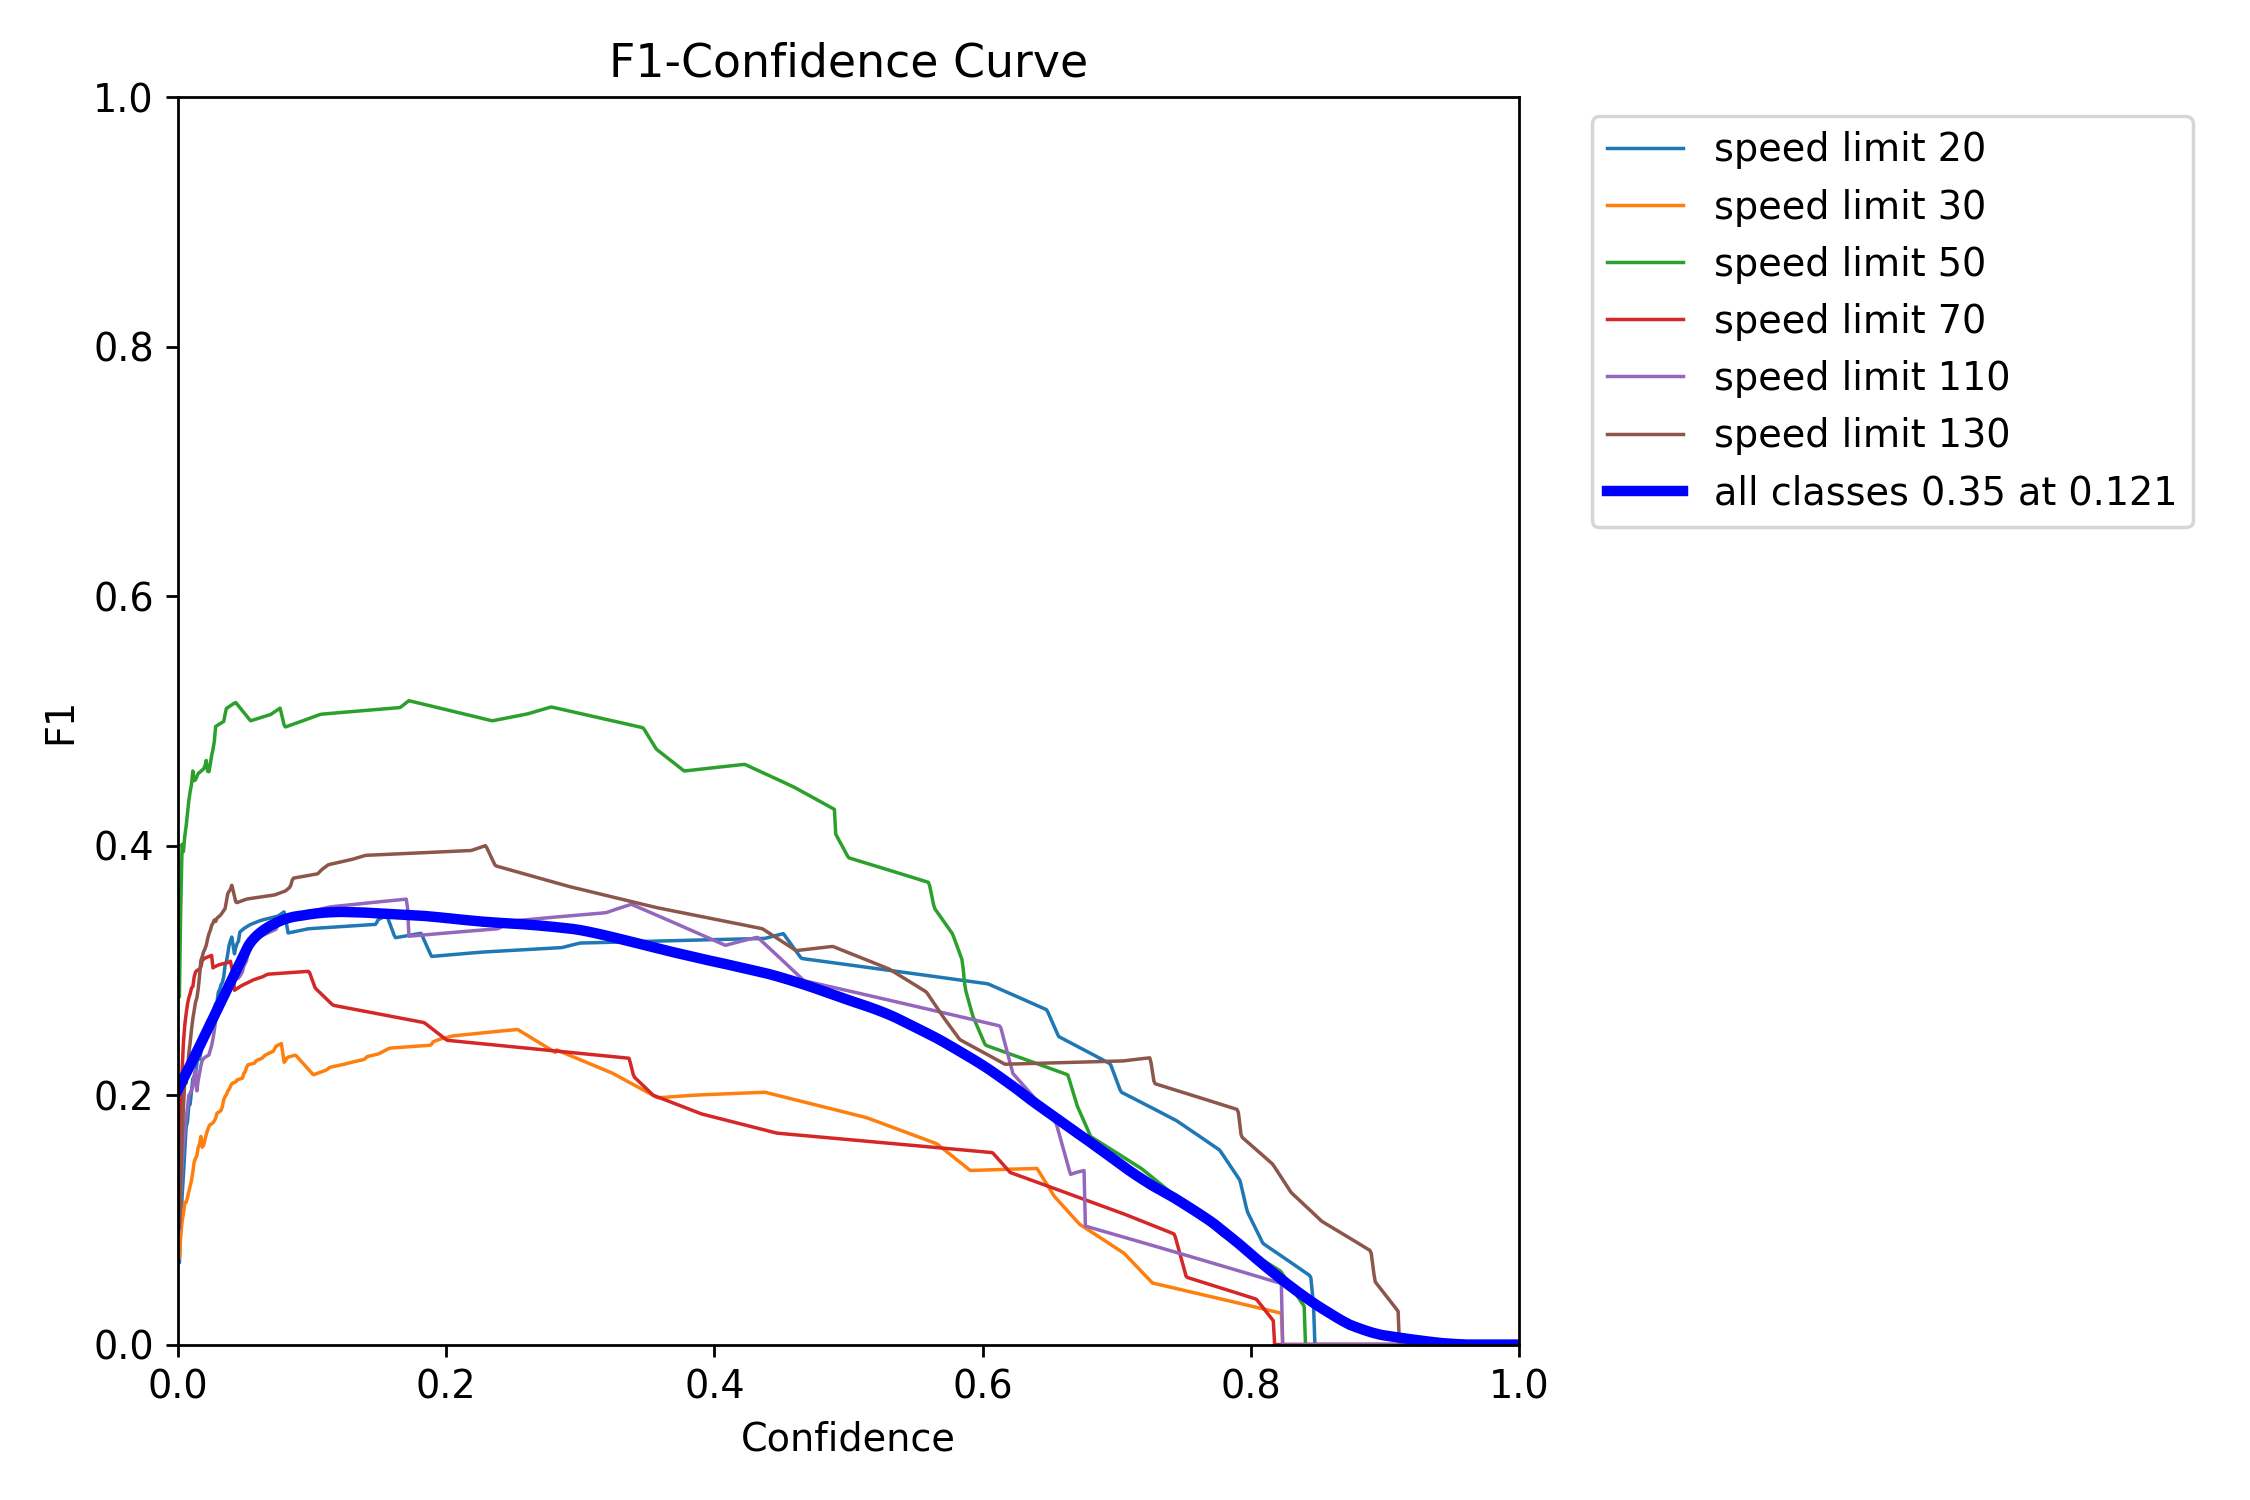 F1-Confidence Curve
1.0
0.8
0.6
0.4
0.2
0.0
F1
0.0 0.2 0.4 0.6 0.8 1.0
Confidence
speed limit 20
speed limit 30
speed limit 50
speed limit 70
speed limit 110
speed limit 130
all classes 0.35 at 0.121